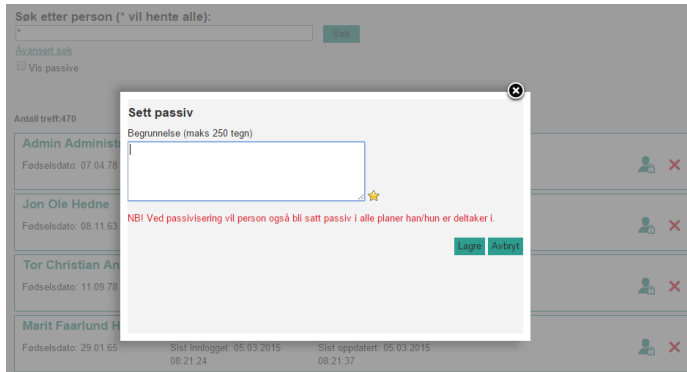 Søk etter person (* vil hente alle):
*
Søk
Avansert søk
Vis passive
Antall treff:470
Sett passiv
Begrunnelse (maks 250 tegn)
NB! Ved passivisering vil person også bli satt passiv i alle planer han/hun er deltaker i.
Lagre Avbryt
Admin Administ
Fødselsdato: 07.04.78
Jon Ole Hedne
Fødselsdato: 08.11.63
Tor Christian An
Fødselsdato: 11.09.78
Marit Faarlund H
Fødselsdato: 29.01.65 Sist innlogget: 05.03.2015 Sist oppdatert: 05.03.2015
08:21:24 08:21:37